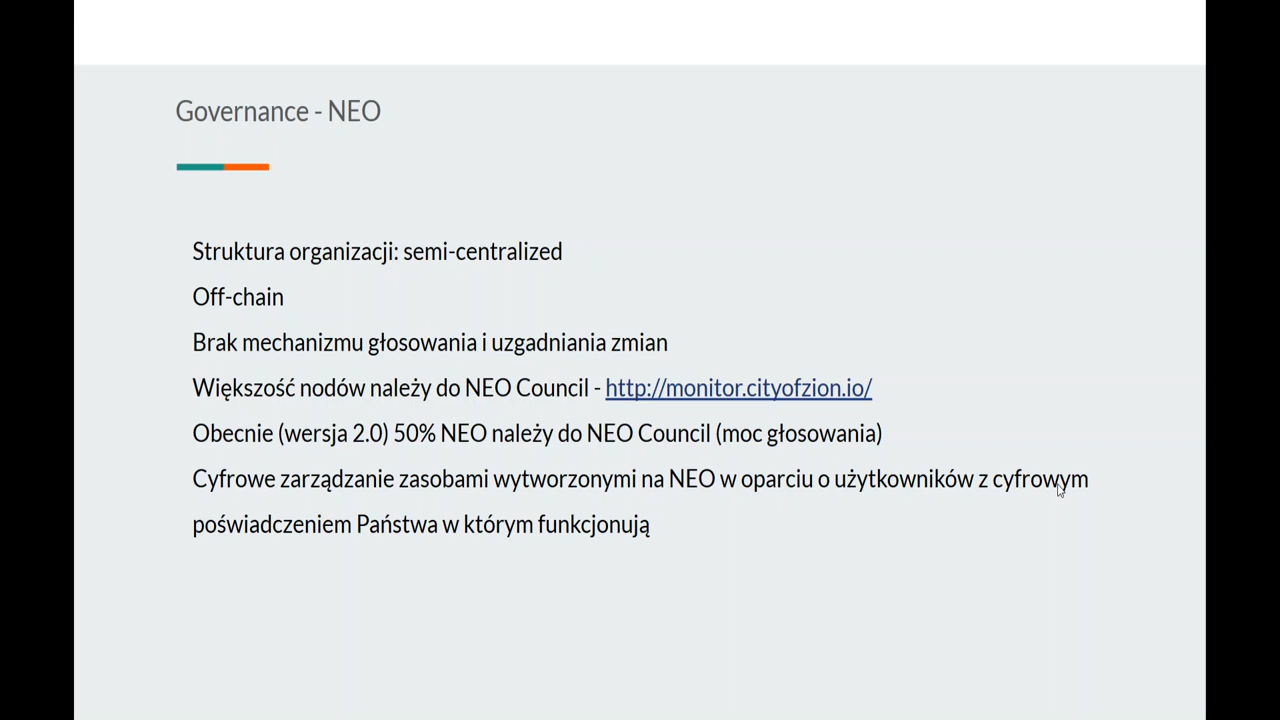 Governance - NEO
Struktura organizacji: semi-centralized
Off-chain
Brak mechanizmu głosowania i uzgadniania zmian
Większość nodów należy do NEO Council - http://monitor.cityofzion.io/
Obecnie (wersja 2.0) 50% NEO należy do NEO Council (moc głosowania)
Cyfrowe zarządzanie zasobami wytworzonymi na NEO w oparciu o użytkowników z cyfrowym
poświadczeniem Państwa w którym funkcjonują